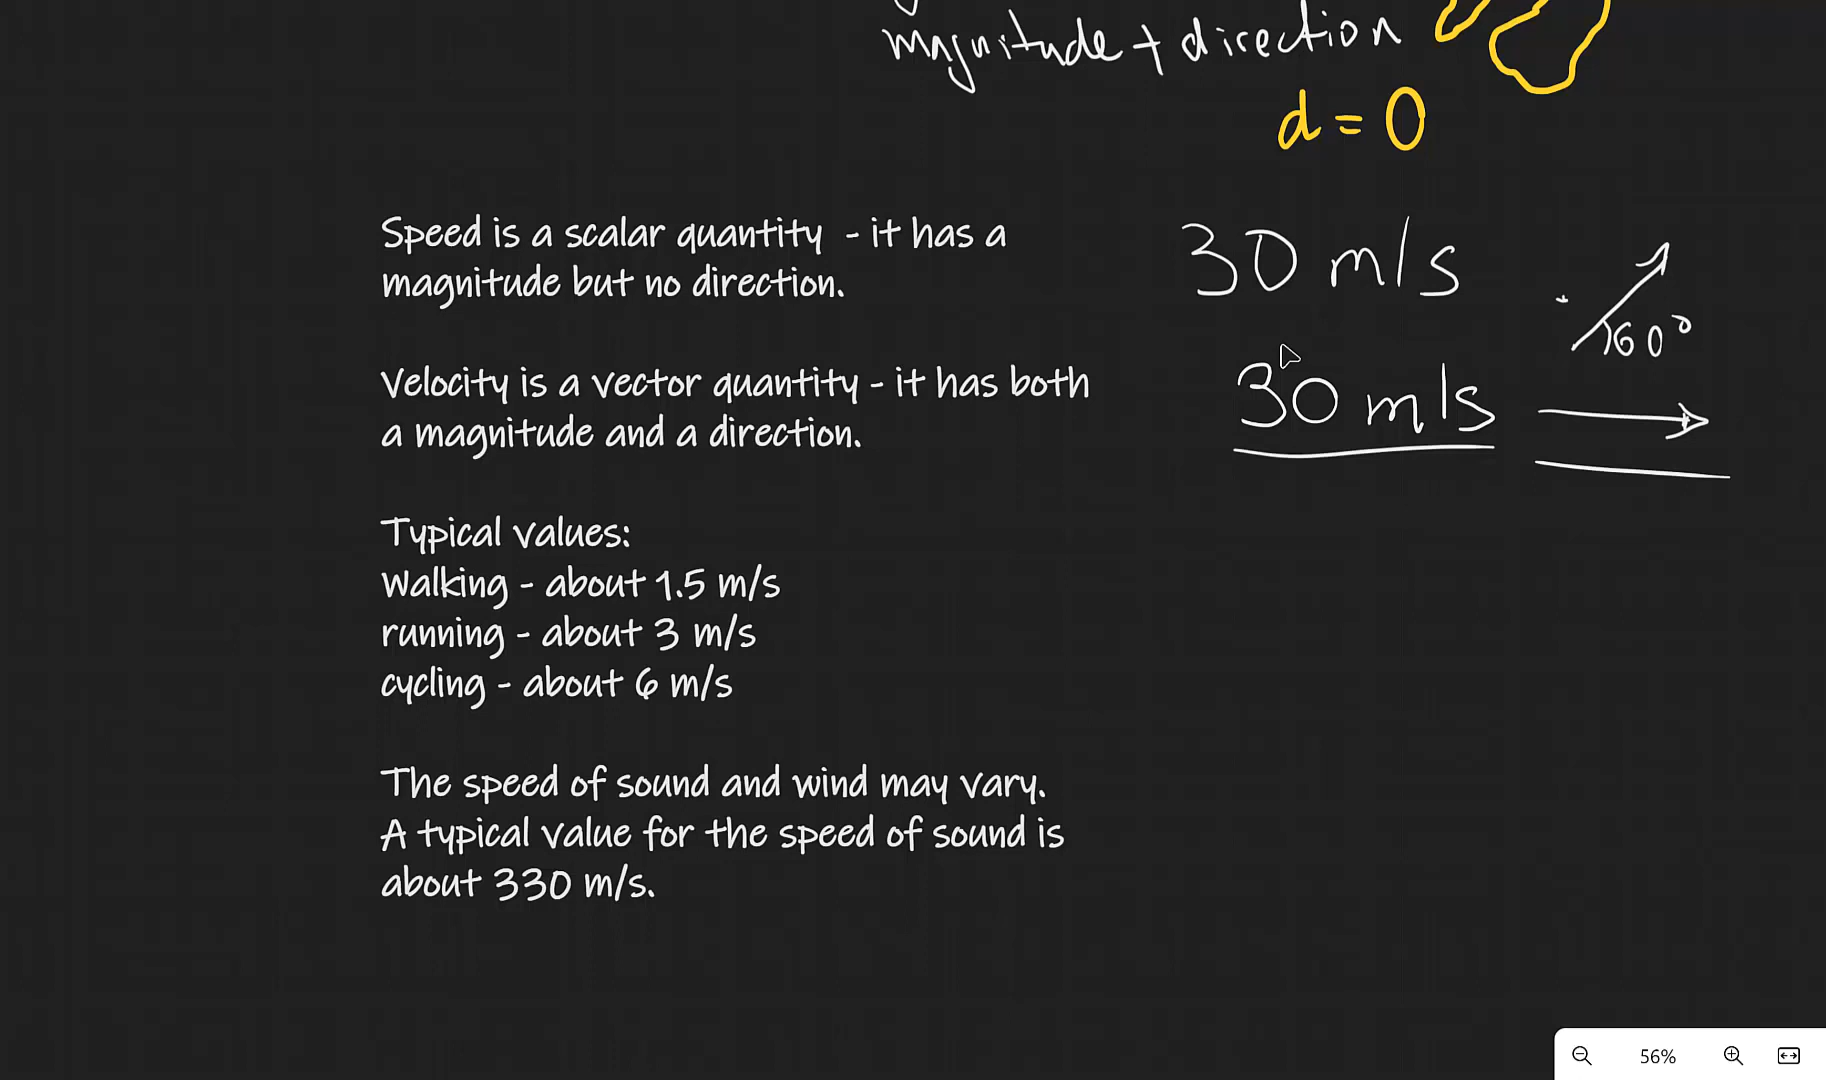 magnitude + direction
d = 0
Speed is a scalar quantity - it has a
magnitude but no direction.
30 m/s
60°
Velocity is a vector quantity - it has both
a magnitude and a direction.
30 m/s
Typical values:
Walking - about 1.5 m/s
running - about 3 m/s
cycling - about 6 m/s
The speed of sound and wind may vary.
A typical value for the speed of sound is
about 330 m/s.
56%